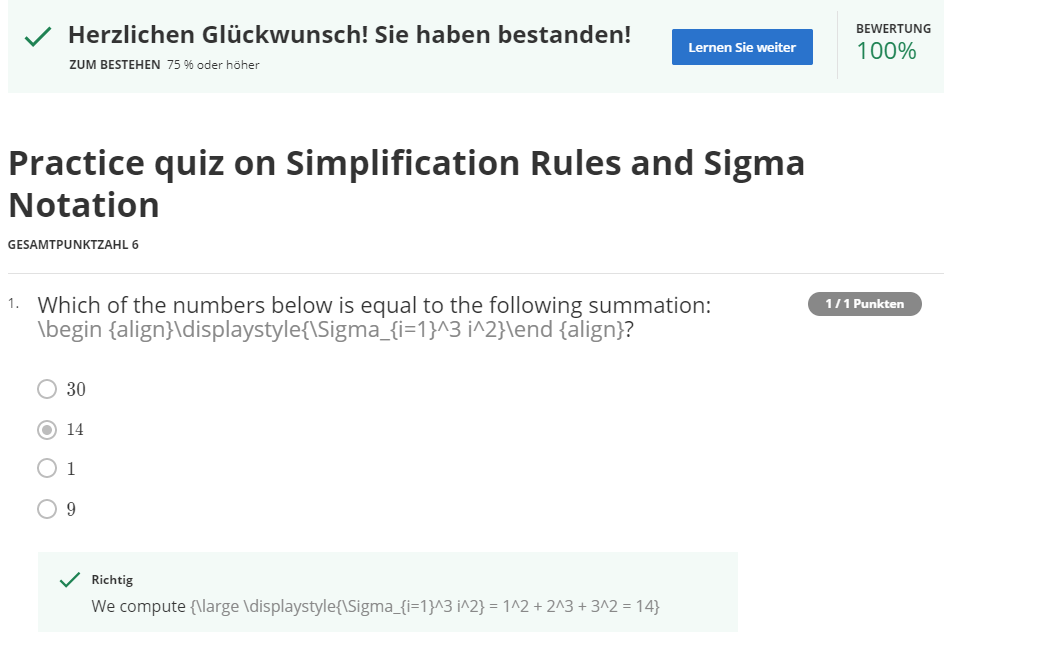 Herzlichen Glückwunsch! Sie haben bestanden!
ZUM BESTEHEN 75 % oder höher
Lernen Sie weiter
BEWERTUNG
100%
Practice quiz on Simplification Rules and Sigma
Notation
GESAMTPUNKTZAHL 6
1. Which of the numbers below is equal to the following summation:
\begin {align}\displaystyle{\Sigma_{i=1}^3 i^2}\end {align}?
1 / 1 Punkten
30
14
1
9
Richtig
We compute {\large \displaystyle{\Sigma_{i=1}^3 i^2} = 1^2 + 2^3 + 3^2 = 14}